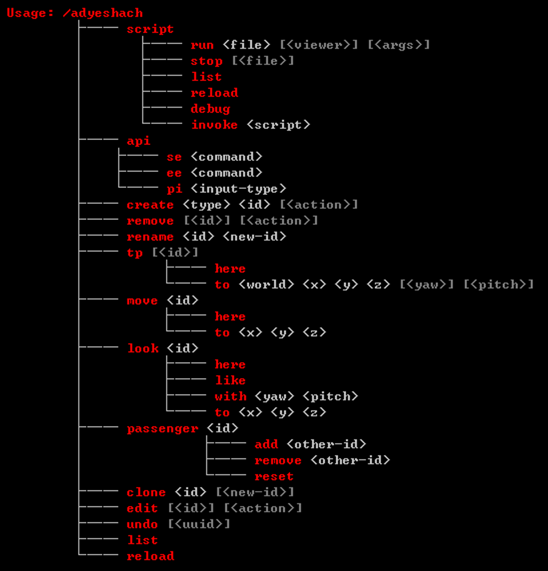 Usage: /adyeshach
script
run <file> [<viewer>] [<args>]
stop [<file>]
list
reload
debug
invoke <script>
api
se <command>
ee <command>
pi <input-type>
create <type> <id> [<action>]
remove [<id>] [<action>]
rename <id> <new-id>
tp [<id>]
here
to <world> <x> <y> <z> [<yaw>] [<pitch>]
move <id>
here
to <x> <y> <z>
look <id>
here
like
with <yaw> <pitch>
to <x> <y> <z>
passenger <id>
add <other-id>
remove <other-id>
reset
clone <id> [<new-id>]
edit [<id>] [<action>]
undo [<uuid>]
list
reload